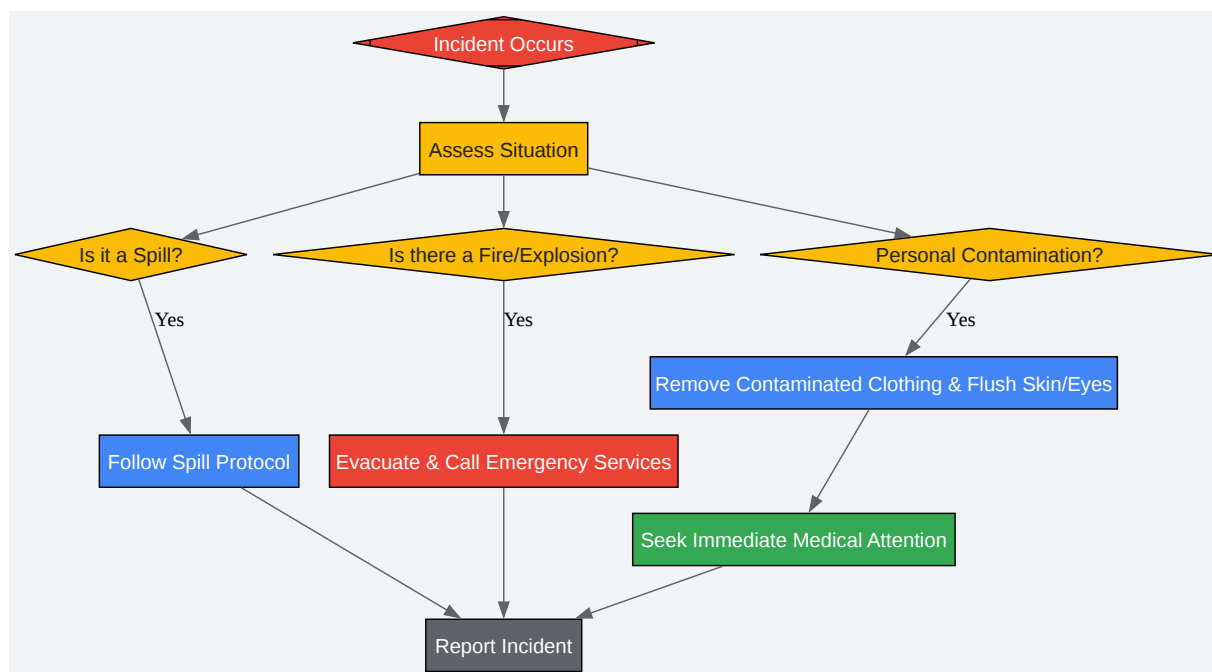 Incident Occurs
Assess Situation
Is it a Spill?
Is there a Fire/Explosion?
Personal Contamination?
Yes
Yes
Yes
Remove Contaminated Clothing & Flush Skin/Eyes
Follow Spill Protocol
Evacuate & Call Emergency Services
Seek Immediate Medical Attention
Report Incident